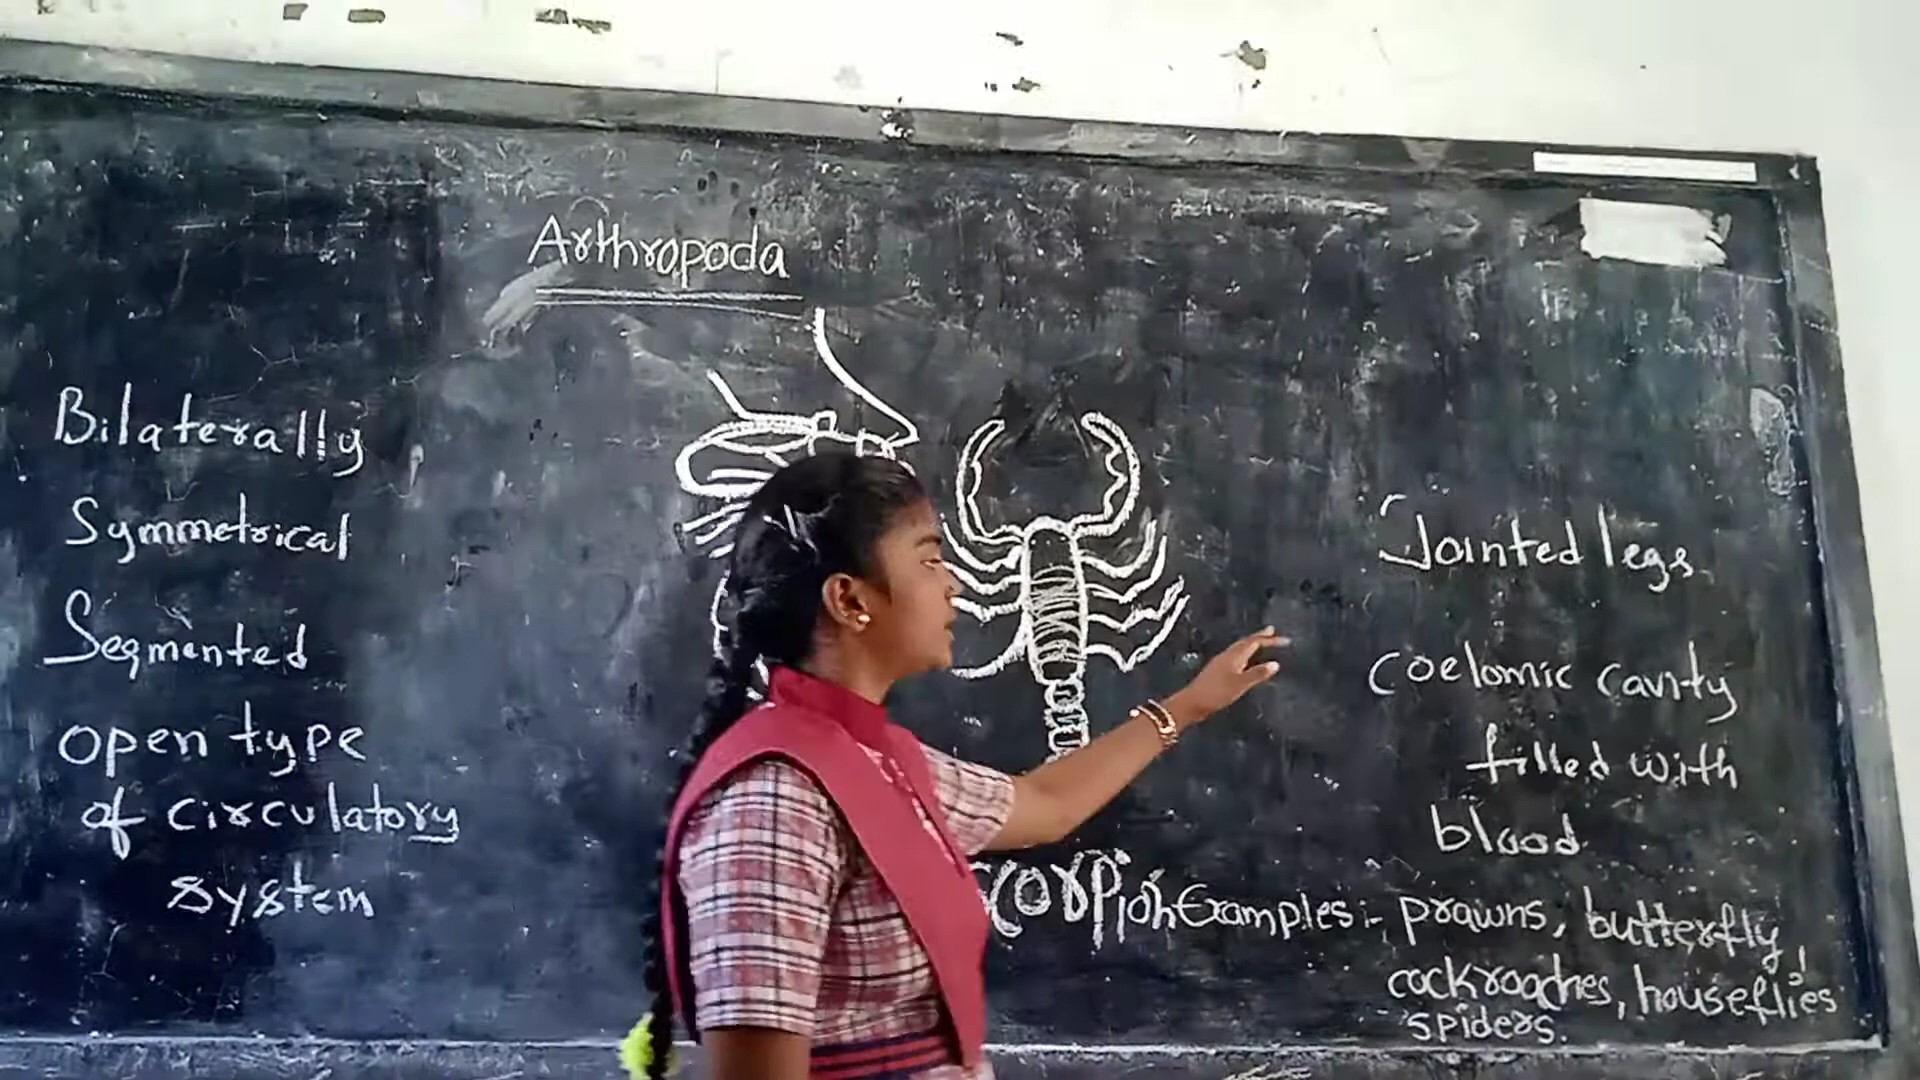 Arthropoda
Bilaterally
Symmetrical
Segmented
open type
of circulatory
system
Jointed legs
coelomic cavity
filled with
blood
Examples:- prawns, butterfly,
cockroaches, houseflies
spiders.